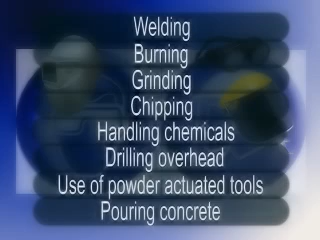 Welding
Burning
Grinding
Chipping
Handling chemicals
Drilling overhead
Use of powder actuated tools
Pouring concrete